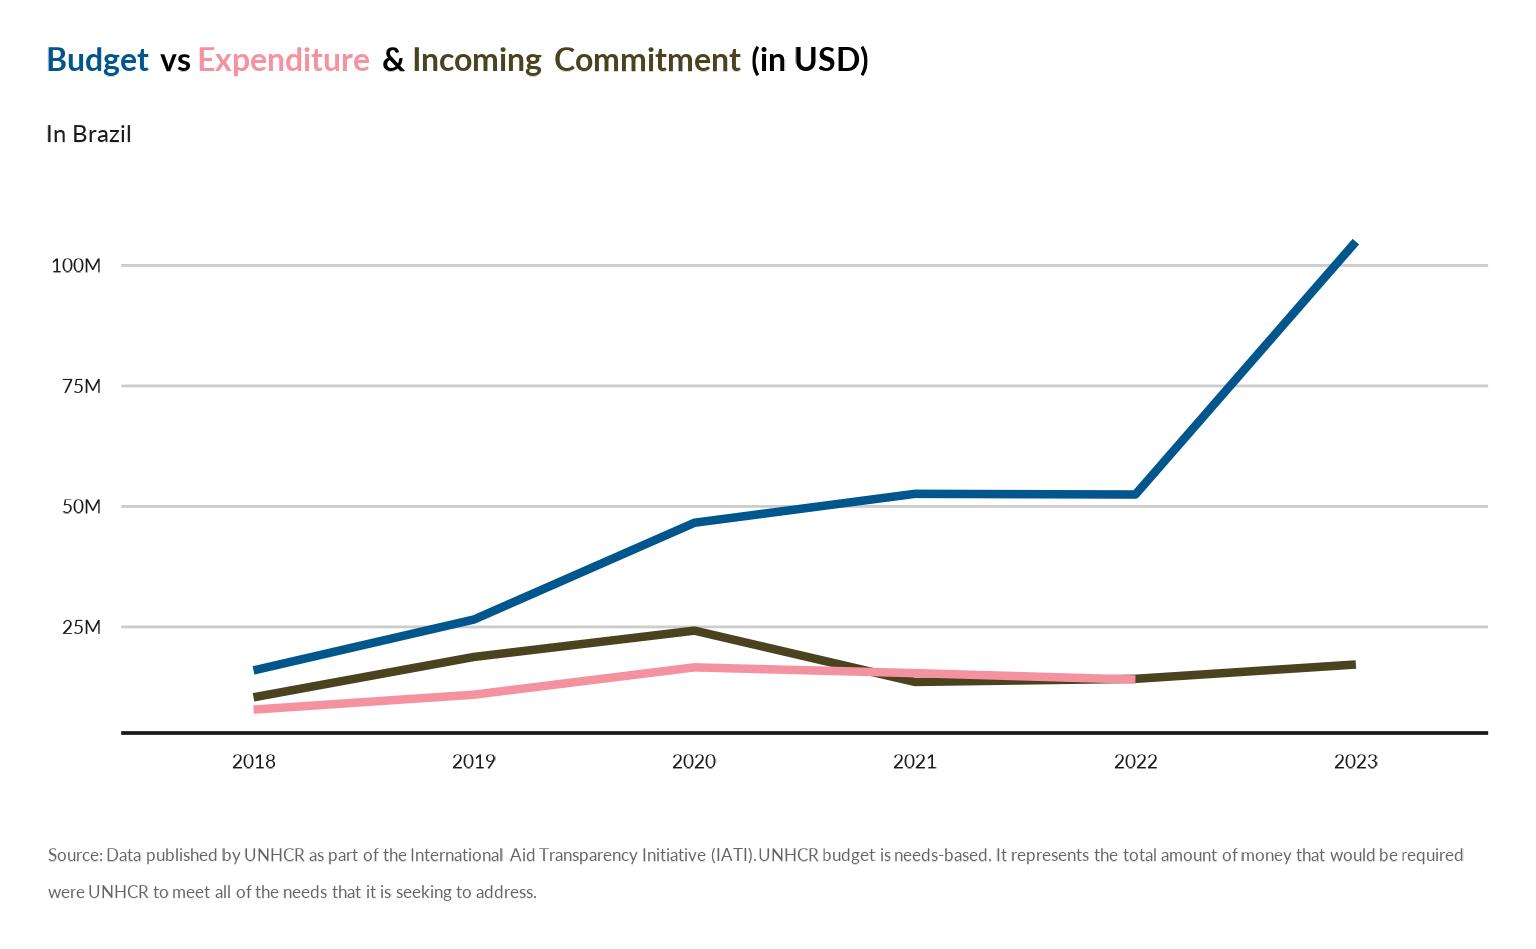 Budget vs Expenditure & Incoming Commitment (in USD)
In Brazil
100M
75M
50M
25M
2018 2019 2020 2021 2022 2023
Source: Data published by UNHCR as part of the International Aid Transparency Initiative (IATI).UNHCR budget is needs-based. It represents the total amount of money that would be required
were UNHCR to meet all of the needs that it is seeking to address.